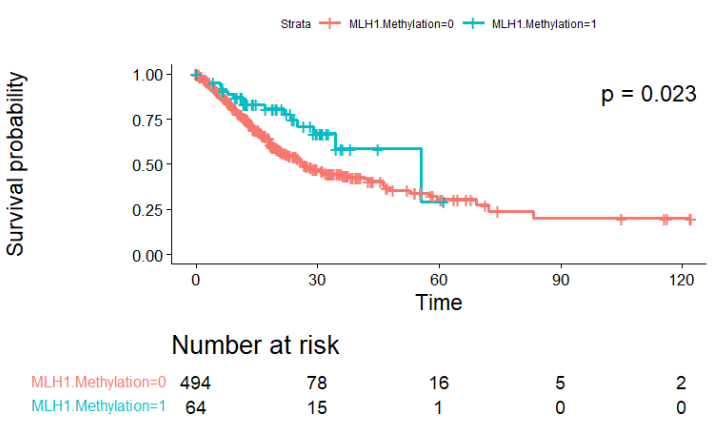 Strata MLH1.Methylation=0 MLH1.Methylation=1
Survival probability
1.00
0.75
0.50
0.25
0.00
p = 0.023
0 30 60 90 120
Time
Number at risk
MLH1.Methylation=0 494 78 16 5 2
MLH1.Methylation=1 64 15 1 0 0